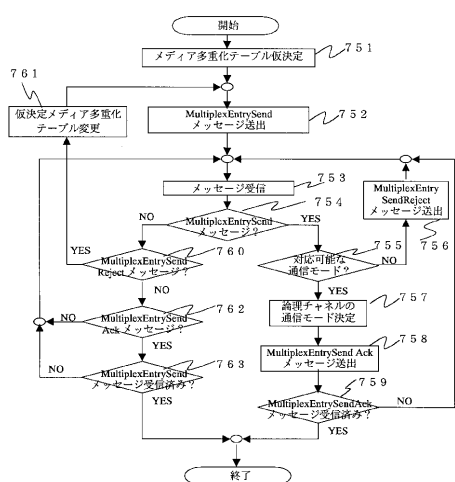 開始
メディア多重化テーブル仮決定
７５１
７６１
仮決定メディア多重化
テーブル変更
MultiplexEntrySend
メッセージ送出
７５２
メッセージ受信
７５３
７５４
MultiplexEntrySend
メッセージ？
NO
YES
MultiplexEntry
SendReject
メッセージ送出
７５６
YES
MultiplexEntrySend
Reject メッセージ？
７６０
NO
対応可能な
通信モード？
７５５
NO
YES
論理チャネルの
通信モード決定
７５７
NO
MultiplexEntrySend
Ack メッセージ？
７６２
YES
MultiplexEntrySend Ack
メッセージ送出
７５８
NO
MultiplexEntrySend
メッセージ受信済み？
７６３
YES
MultiplexEntrySendAck
メッセージ受信済み？
７５９
NO
YES
終了